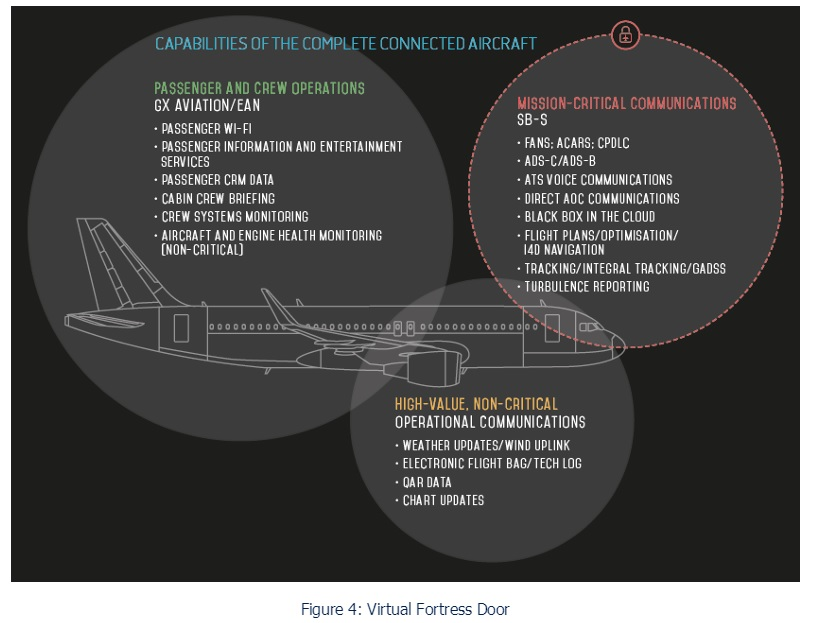 CAPABILITIES OF THE COMPLETE CONNECTED AIRCRAFT
PASSENGER AND CREW OPERATIONS
GX AVIATION/EAN
• PASSENGER WI-FI
• PASSENGER INFORMATION AND ENTERTAINMENT
SERVICES
• PASSENGER CRM DATA
• CABIN CREW BRIEFING
• CREW SYSTEMS MONITORING
• AIRCRAFT AND ENGINE HEALTH MONITORING
(NON-CRITICAL)
MISSION-CRITICAL COMMUNICATIONS
SB-S
• FANS; ACARS; CPDLC
• ADS-C/ADS-B
• ATS VOICE COMMUNICATIONS
• DIRECT AOC COMMUNICATIONS
• BLACK BOX IN THE CLOUD
• FLIGHT PLANS/OPTIMISATION/
I4D NAVIGATION
• TRACKING/INTEGRAL TRACKING/GADSS
• TURBULENCE REPORTING
HIGH-VALUE, NON-CRITICAL
OPERATIONAL COMMUNICATIONS
• WEATHER UPDATES/WIND UPLINK
• ELECTRONIC FLIGHT BAG/TECH LOG
• QAR DATA
• CHART UPDATES
Figure 4: Virtual Fortress Door